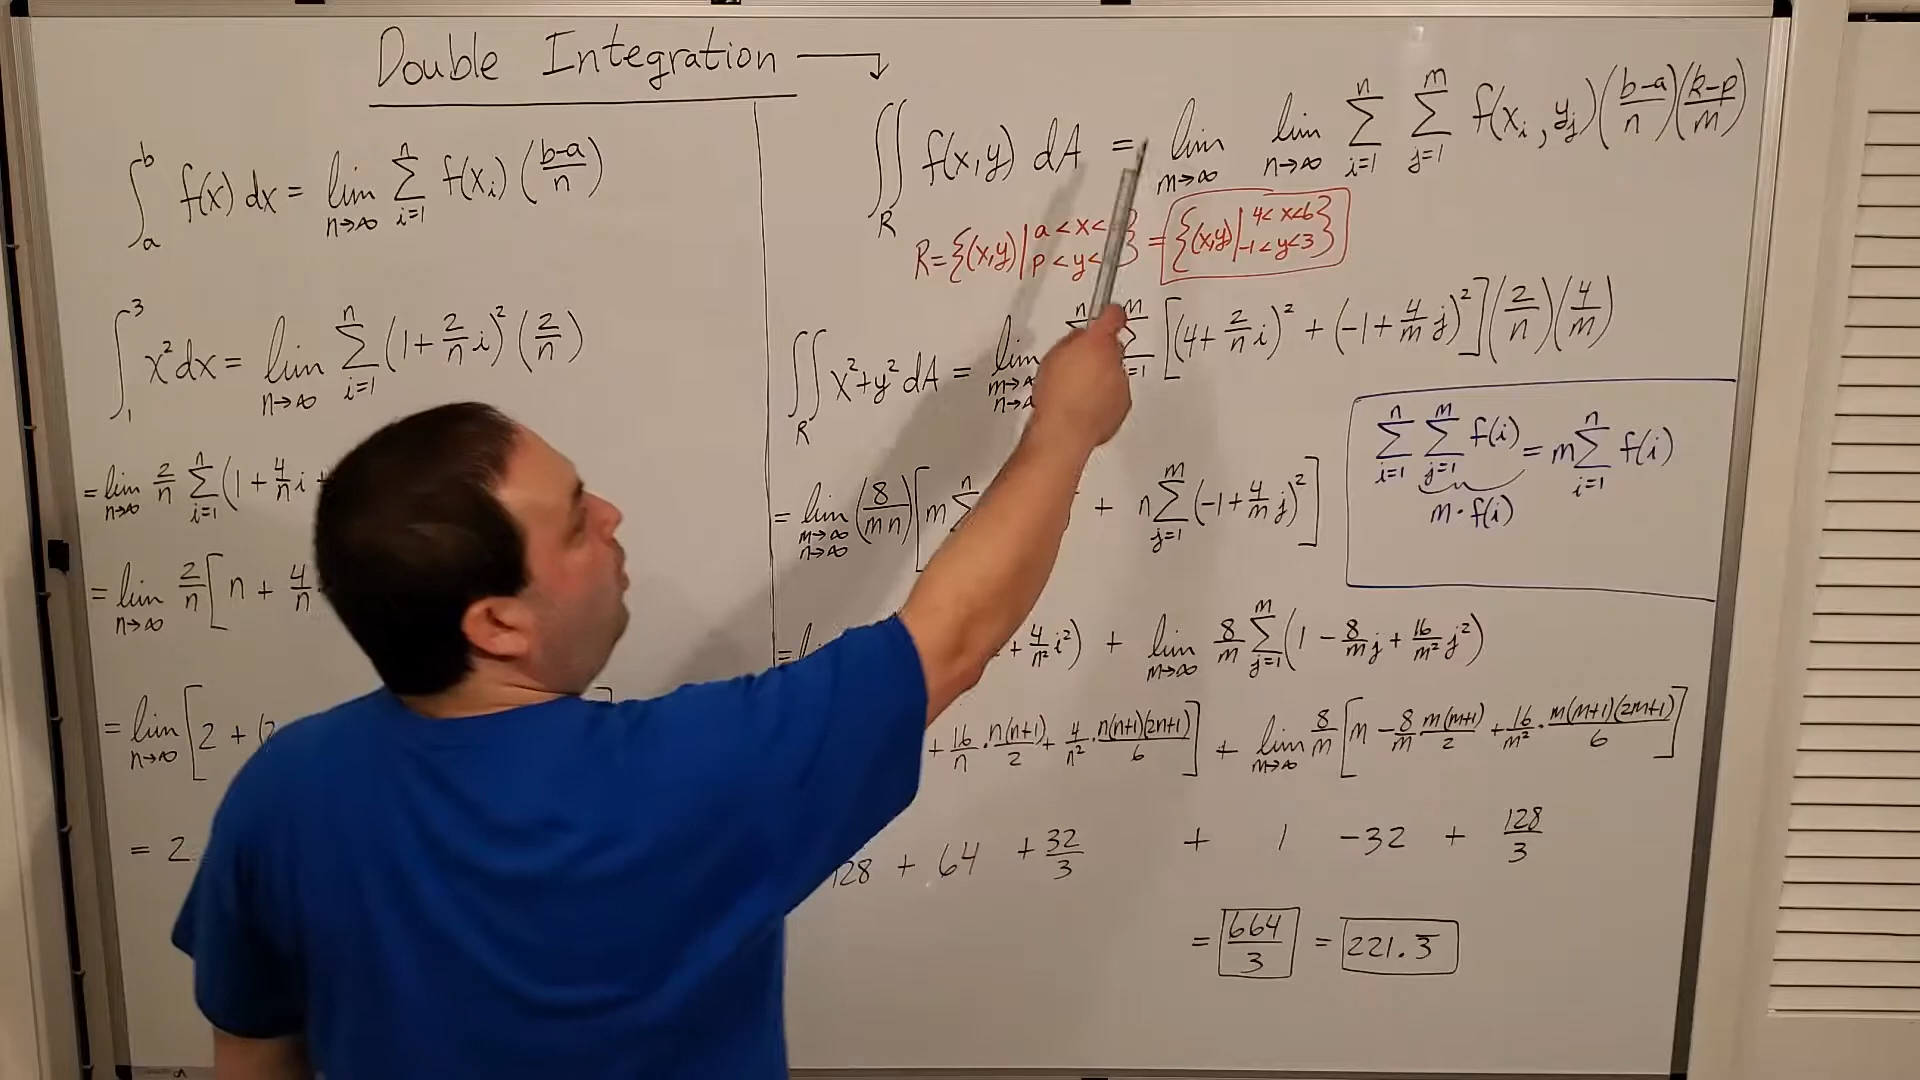 Double Integration →
∫_a^b f(x) dx = lim_{n→∞} Σ_{i=1}^n f(x_i) ((b-a)/n)
∫_1^3 x² dx = lim_{n→∞} Σ_{i=1}^n (1 + 2/n i)² (2/n)
= lim_{n→∞} 2/n Σ_{i=1}^n (1 + 4/n i +
= lim_{n→∞} 2/n [n + 4/n
= lim_{n→∞} [2 + (2
= 2
∬_R f(x,y) dA = lim_{m→∞} lim_{n→∞} Σ_{i=1}^n Σ_{j=1}^m f(x_i, y_j) ((b-a)/n) ((k-p)/m)
R = {(x,y) | a < x < p < y < } = {(x,y) | 4 < x < 6 -1 < y < 3}
∬_R x² + y² dA = lim_{m→∞ n→∞} [(4 + 2/n i)² + (-1 + 4/m j)²] (2/n) (4/m)
= lim_{m→∞ n→∞} (8/mn) [m Σ^n + n Σ_{j=1}^m (-1 + 4/m j)²]
+ 4/n² i²) + lim_{m→∞} 8/m Σ_{j=1}^m (1 - 8/m j + 16/m² j²)
+ 16/n · n(n+1)/2 + 4/n² · n(n+1)(2n+1)/6] + lim_{m→∞} 8/m [m - 8/m · m(m+1)/2 + 16/m² · m(m+1)(2m+1)/6]
128 + 64 + 32/3 + 1 - 32 + 128/3
= 664/3 = 221.3̄
Σ_{i=1}^n Σ_{j=1}^m f(i) = m Σ_{i=1}^n f(i)
m · f(i)